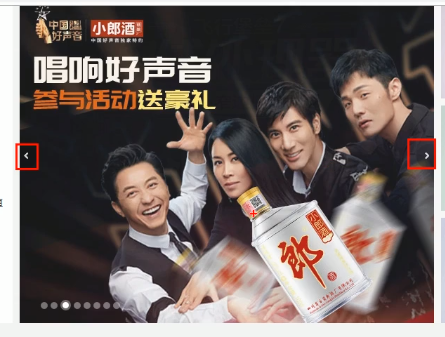 中国
好声音
小郎酒
中国好声音独家特约
唱响好声音
参与活动送豪礼
小郎酒
郎
酒